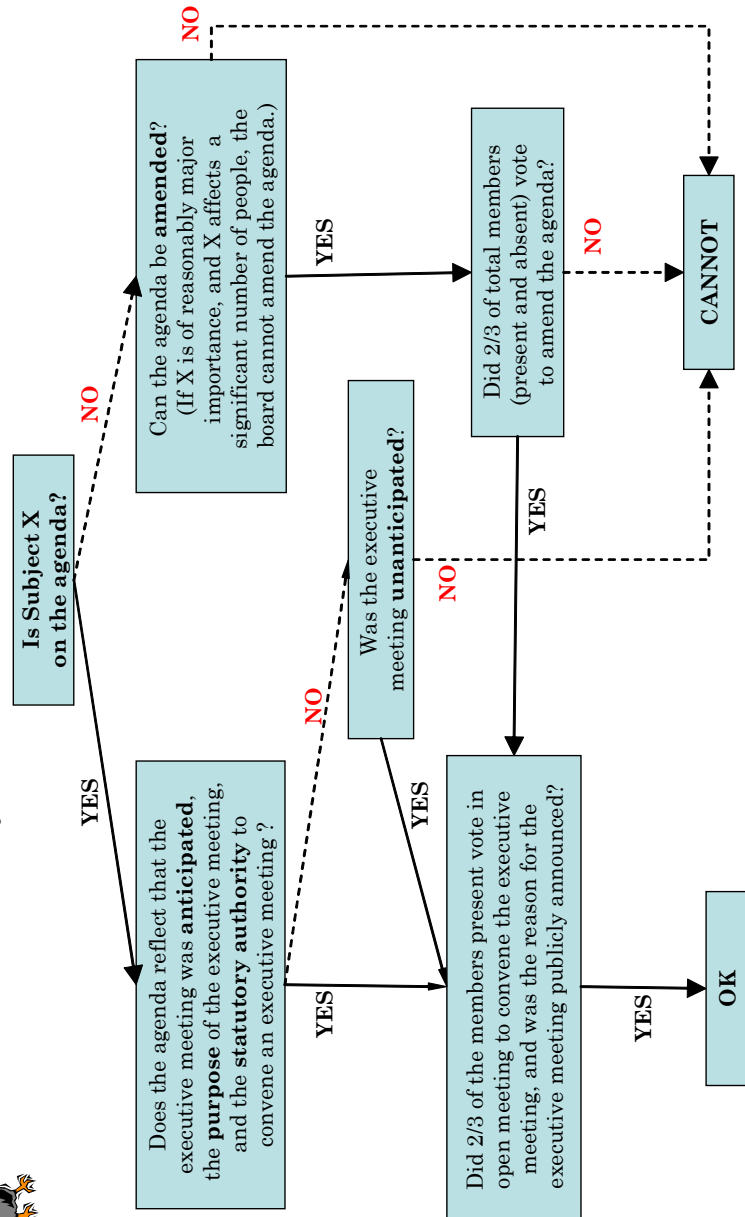 Is Subject X
on the agenda?
YES
NO
Does the agenda reflect that the
executive meeting was anticipated,
the purpose of the executive meeting,
and the statutory authority to
convene an executive meeting ?
Can the agenda be amended?
(If X is of reasonably major
importance, and X affects a
significant number of people, the
board cannot amend the agenda.)
NO
NO
YES
YES
Was the executive
meeting unanticipated?
YES
NO
Did 2/3 of total members
(present and absent) vote
to amend the agenda?
YES
NO
Did 2/3 of the members present vote in
open meeting to convene the executive
meeting, and was the reason for the
executive meeting publicly announced?
YES
OK
CANNOT